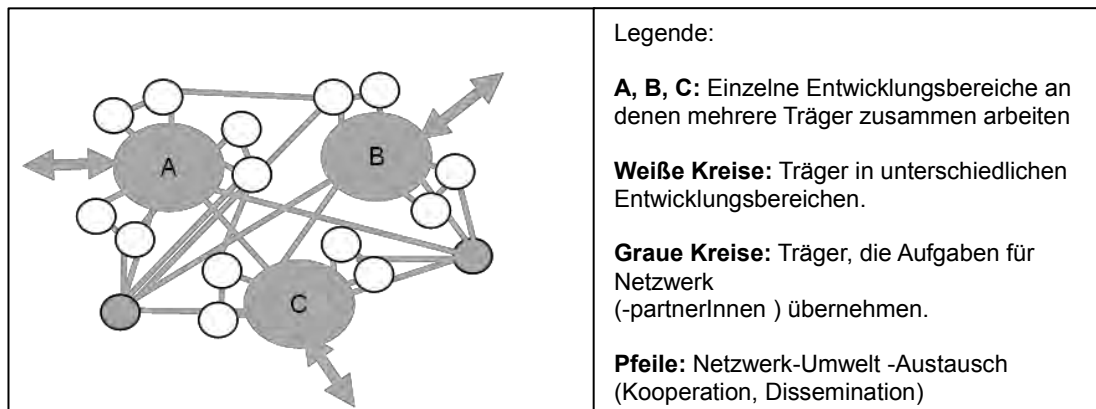 A
B
C
Legende:
A, B, C: Einzelne Entwicklungsbereiche an
denen mehrere Träger zusammen arbeiten
Weiße Kreise: Träger in unterschiedlichen
Entwicklungsbereichen.
Graue Kreise: Träger, die Aufgaben für
Netzwerk
(-partnerInnen ) übernehmen.
Pfeile: Netzwerk-Umwelt -Austausch
(Kooperation, Dissemination)